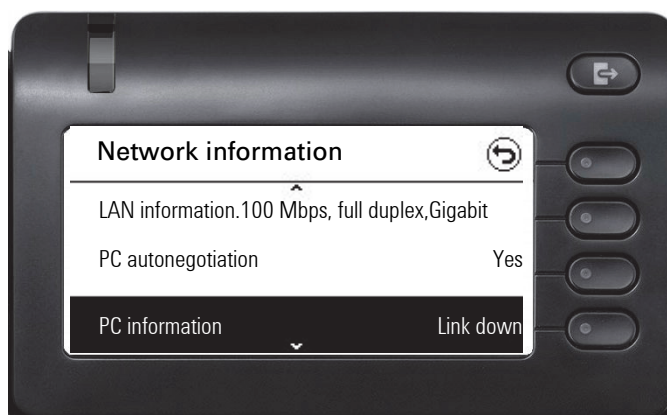 Network information
LAN information.100 Mbps, full duplex,Gigabit
PC autonegotiation Yes
PC information Link down